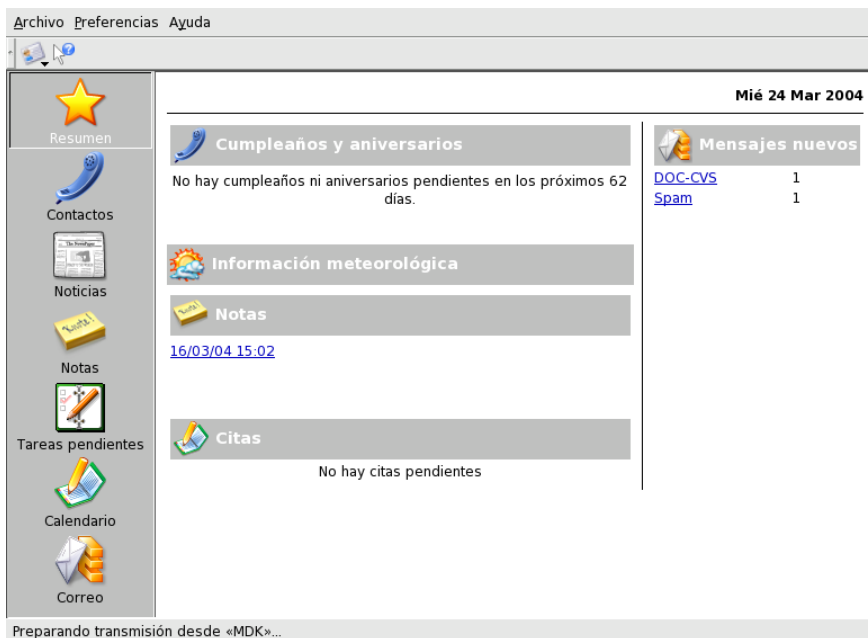 Archivo Preferencias Ayuda
Resumen
Contactos
Noticias
Notas
Tareas pendientes
Calendario
Correo
Mié 24 Mar 2004
Cumpleaños y aniversarios
No hay cumpleaños ni aniversarios pendientes en los próximos 62
días.
Información meteorológica
Notas
16/03/04 15:02
Citas
No hay citas pendientes
Mensajes nuevos
DOC-CVS 1
Spam 1
Preparando transmisión desde «MDK»...